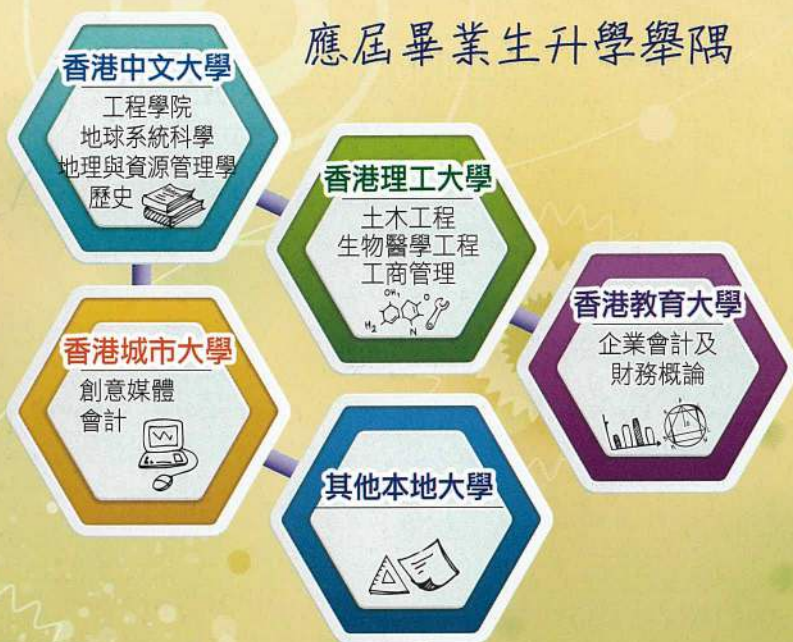 應屆畢業生升學舉隅
香港中文大學
工程學院
地球系統科學
地理與資源管理學
歷史
香港理工大學
土木工程
生物醫學工程
工商管理
香港教育大學
企業會計及
財務概論
香港城市大學
創意媒體
會計
其他本地大學